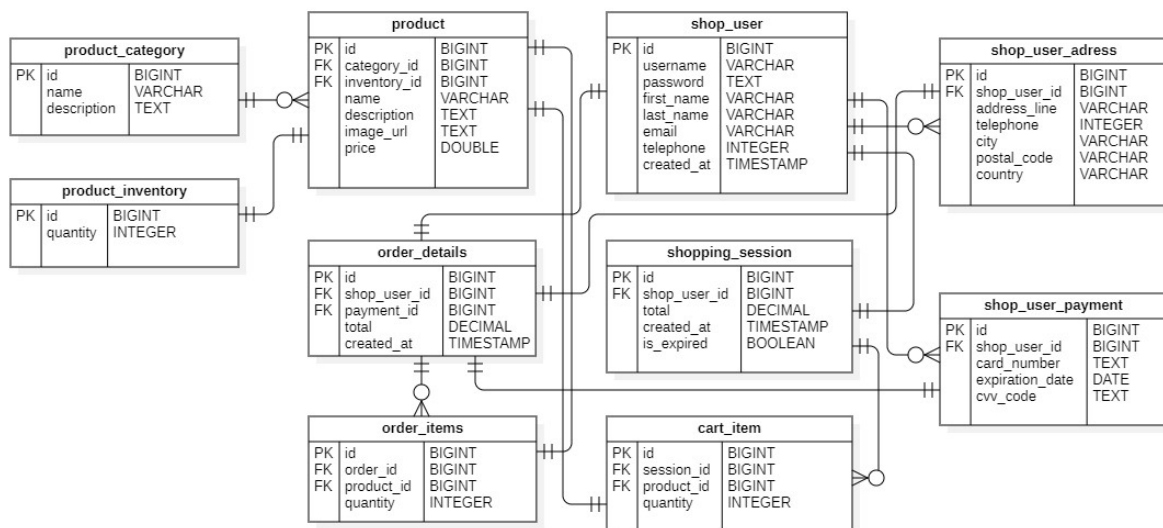 product_category
PK id BIGINT
name VARCHAR
description TEXT
product_inventory
PK id BIGINT
quantity INTEGER
product
PK id BIGINT
FK category_id BIGINT
FK inventory_id BIGINT
name VARCHAR
description TEXT
image_url TEXT
price DOUBLE
shop_user
PK id BIGINT
username VARCHAR
password TEXT
first_name VARCHAR
last_name VARCHAR
email VARCHAR
telephone INTEGER
created_at TIMESTAMP
shop_user_adress
PK id BIGINT
FK shop_user_id BIGINT
address_line VARCHAR
telephone INTEGER
city VARCHAR
postal_code VARCHAR
country VARCHAR
order_details
PK id BIGINT
FK shop_user_id BIGINT
FK payment_id BIGINT
total DECIMAL
created_at TIMESTAMP
shopping_session
PK id BIGINT
FK shop_user_id BIGINT
total DECIMAL
created_at TIMESTAMP
is_expired BOOLEAN
shop_user_payment
PK id BIGINT
FK shop_user_id BIGINT
card_number TEXT
expiration_date DATE
cvv_code TEXT
order_items
PK id BIGINT
FK order_id BIGINT
FK product_id BIGINT
quantity INTEGER
cart_item
PK id BIGINT
FK session_id BIGINT
FK product_id BIGINT
quantity INTEGER